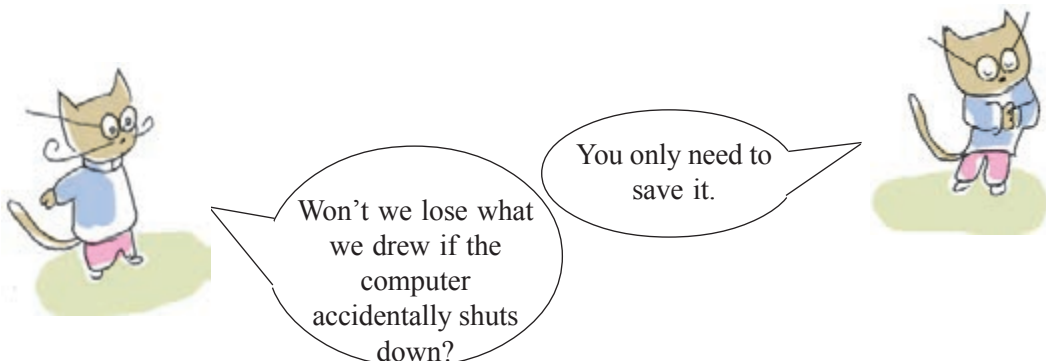 Won't we lose what
we drew if the
computer
accidentally shuts
down?
You only need to
save it.